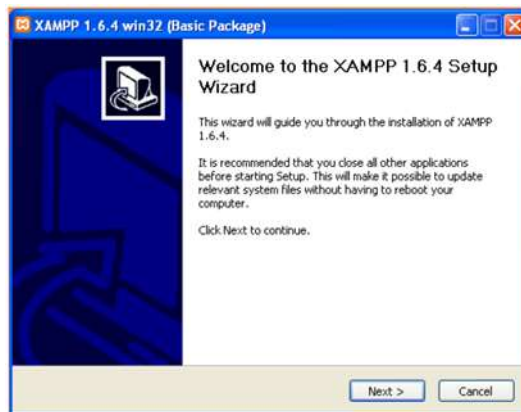 XAMPP 1.6.4 win32 (Basic Package)
Welcome to the XAMPP 1.6.4 Setup
Wizard
This wizard will guide you through the installation of XAMPP
1.6.4.
It is recommended that you close all other applications
before starting Setup. This will make it possible to update
relevant system files without having to reboot your
computer.
Click Next to continue.
Next >
Cancel